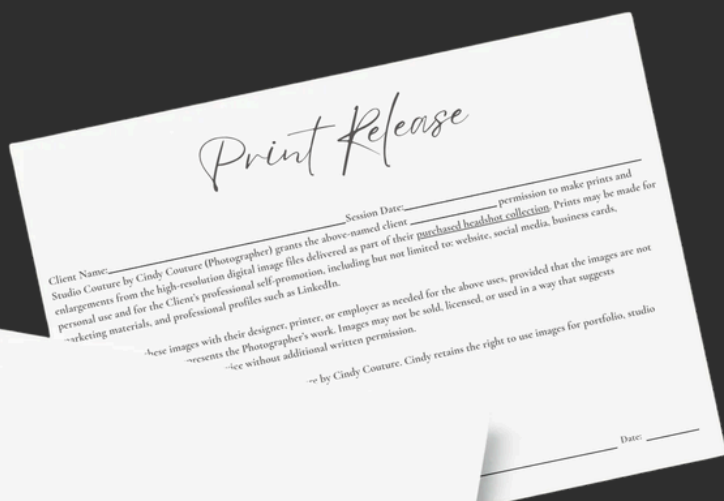 Print Release
Client Name: Session Date:
Studio Couture by Cindy Couture (Photographer) grants the above-named client permission to make prints and
enlargements from the high-resolution digital image files delivered as part of their purchased headshot collection. Prints may be made for
personal use and for the Client's professional self-promotion, including but not limited to: website, social media, business cards,
marketing materials, and professional profiles such as LinkedIn.
these images with their designer, printer, or employer as needed for the above uses, provided that the images are not
presents the Photographer's work. Images may not be sold, licensed, or used in a way that suggests
without additional written permission.
by Cindy Couture. Cindy retains the right to use images for portfolio, studio
Date: